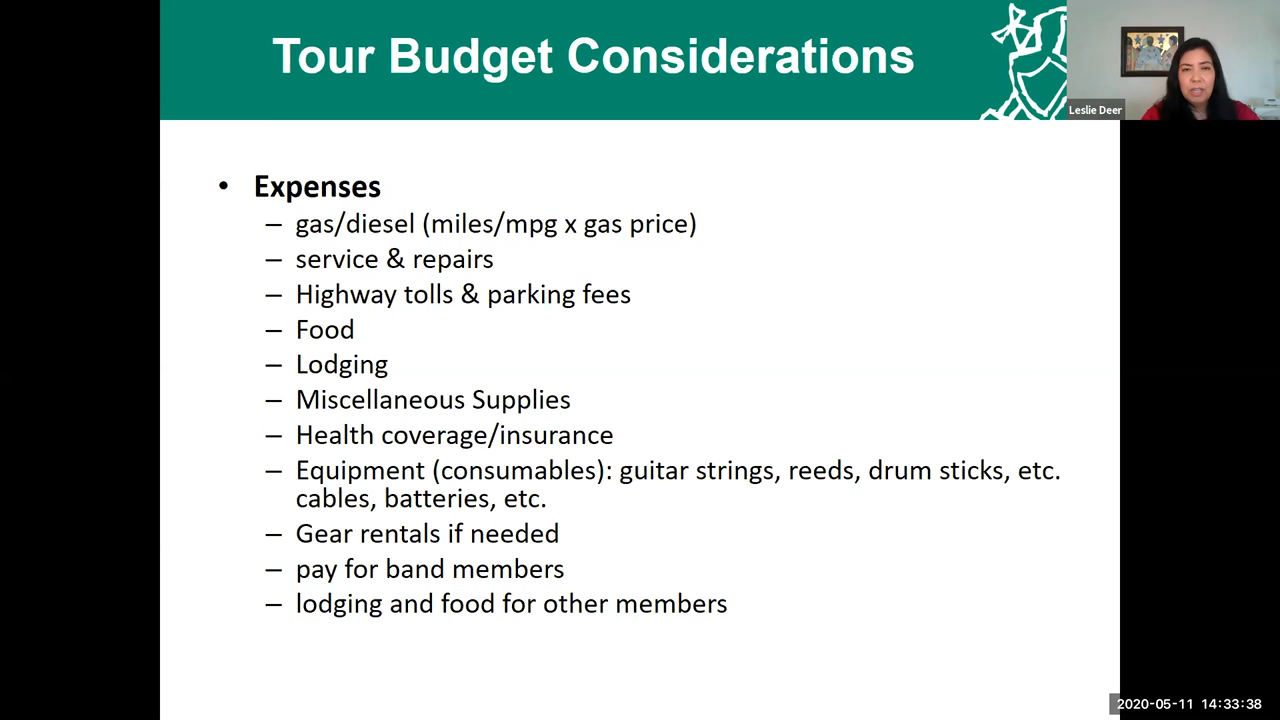 Tour Budget Considerations
Leslie Deer
• Expenses
– gas/diesel (miles/mpg x gas price)
– service & repairs
– Highway tolls & parking fees
– Food
– Lodging
– Miscellaneous Supplies
– Health coverage/insurance
– Equipment (consumables): guitar strings, reeds, drum sticks, etc.
cables, batteries, etc.
– Gear rentals if needed
– pay for band members
– lodging and food for other members
2020-05-11 14:33:38